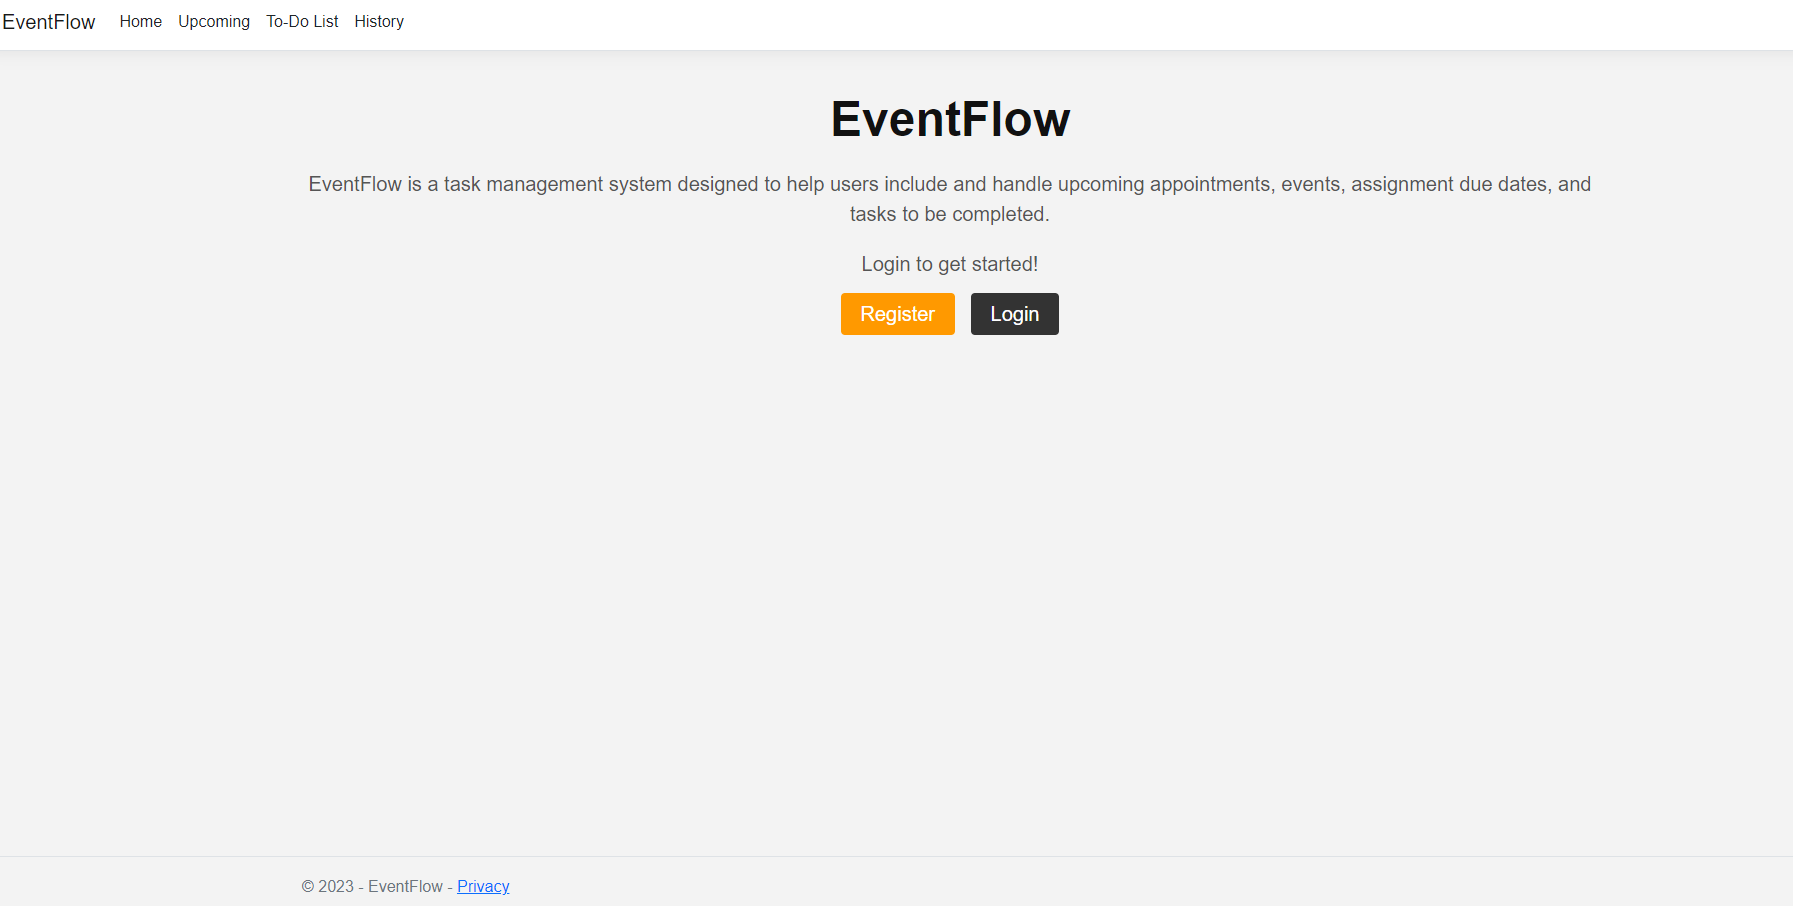 EventFlow Home Upcoming To-Do List History
EventFlow
EventFlow is a task management system designed to help users include and handle upcoming appointments, events, assignment due dates, and
tasks to be completed.
Login to get started!
Register Login
© 2023 - EventFlow - Privacy